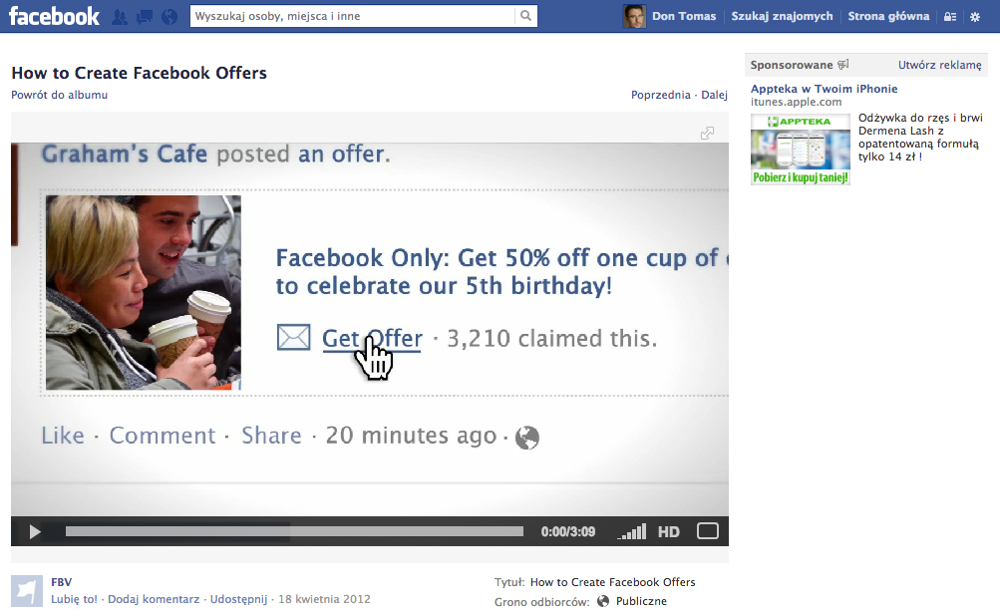 facebook
Wyszukaj osoby, miejsca i inne
Don Tomas
Szukaj znajomych
Strona główna
How to Create Facebook Offers
Powrót do albumu
Poprzednia · Dalej
Graham's Cafe posted an offer.
Facebook Only: Get 50% off one cup of
to celebrate our 5th birthday!
Get Offer · 3,210 claimed this.
Like · Comment · Share · 20 minutes ago ·
0:00/3:09
HD
FBV
Lubię to! · Dodaj komentarz · Udostępnij · 18 kwietnia 2012
Tytuł: How to Create Facebook Offers
Grono odbiorców: Publiczne
Sponsorowane
Utwórz reklamę
Appteka w Twoim iPhonie
itunes.apple.com
APPTEKA
Pobierz i kupuj taniej!
Odżywka do rzęs i brwi
Dermena Lash z
opatentowaną formułą
tylko 14 zł !